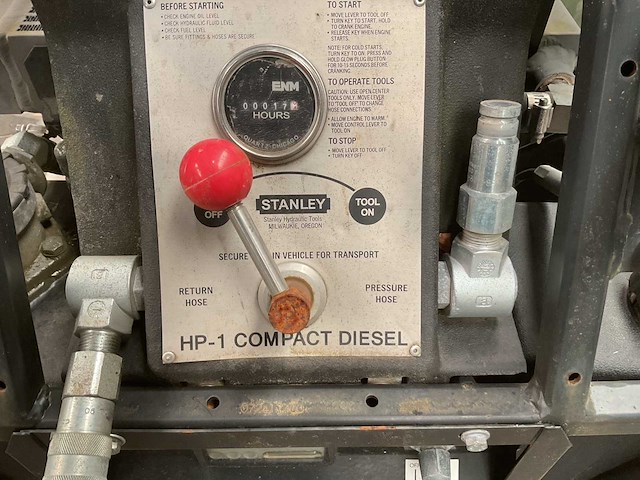 BEFORE STARTING
• CHECK ENGINE OIL LEVEL
• CHECK HYDRAULIC FLUID LEVEL
• CHECK FUEL LEVEL
• BE SURE FITTINGS & HOSES ARE SECURE
TO START
• MOVE LEVER TO TOOL OFF
• TURN KEY TO START, HOLD
TO CRANK ENGINE.
• RELEASE KEY WHEN ENGINE
STARTS.
NOTE: FOR COLD STARTS:
TURN KEY TO ON. PRESS AND
HOLD GLOW PLUG BUTTON
FOR 10-15 SECONDS BEFORE
CRANKING
TO OPERATE TOOLS
CAUTION: USE OPEN CENTER
TOOLS ONLY. MOVE LEVER
TO "TOOL OFF" TO CHANGE
HOSE CONNECTIONS.
• ALLOW ENGINE TO WARM.
• MOVE CONTROL LEVER TO
TOOL ON
TO STOP
• MOVE LEVER TO TOOL OFF
• TURN KEY OFF
ENM
0 0 0 1 7
HOURS
OFF
STANLEY
Stanley Hydraulic Tools
MILWAUKIE, OREGON
TOOL
ON
SECURE IN VEHICLE FOR TRANSPORT
RETURN
HOSE
PRESSURE
HOSE
HP-1 COMPACT DIESEL